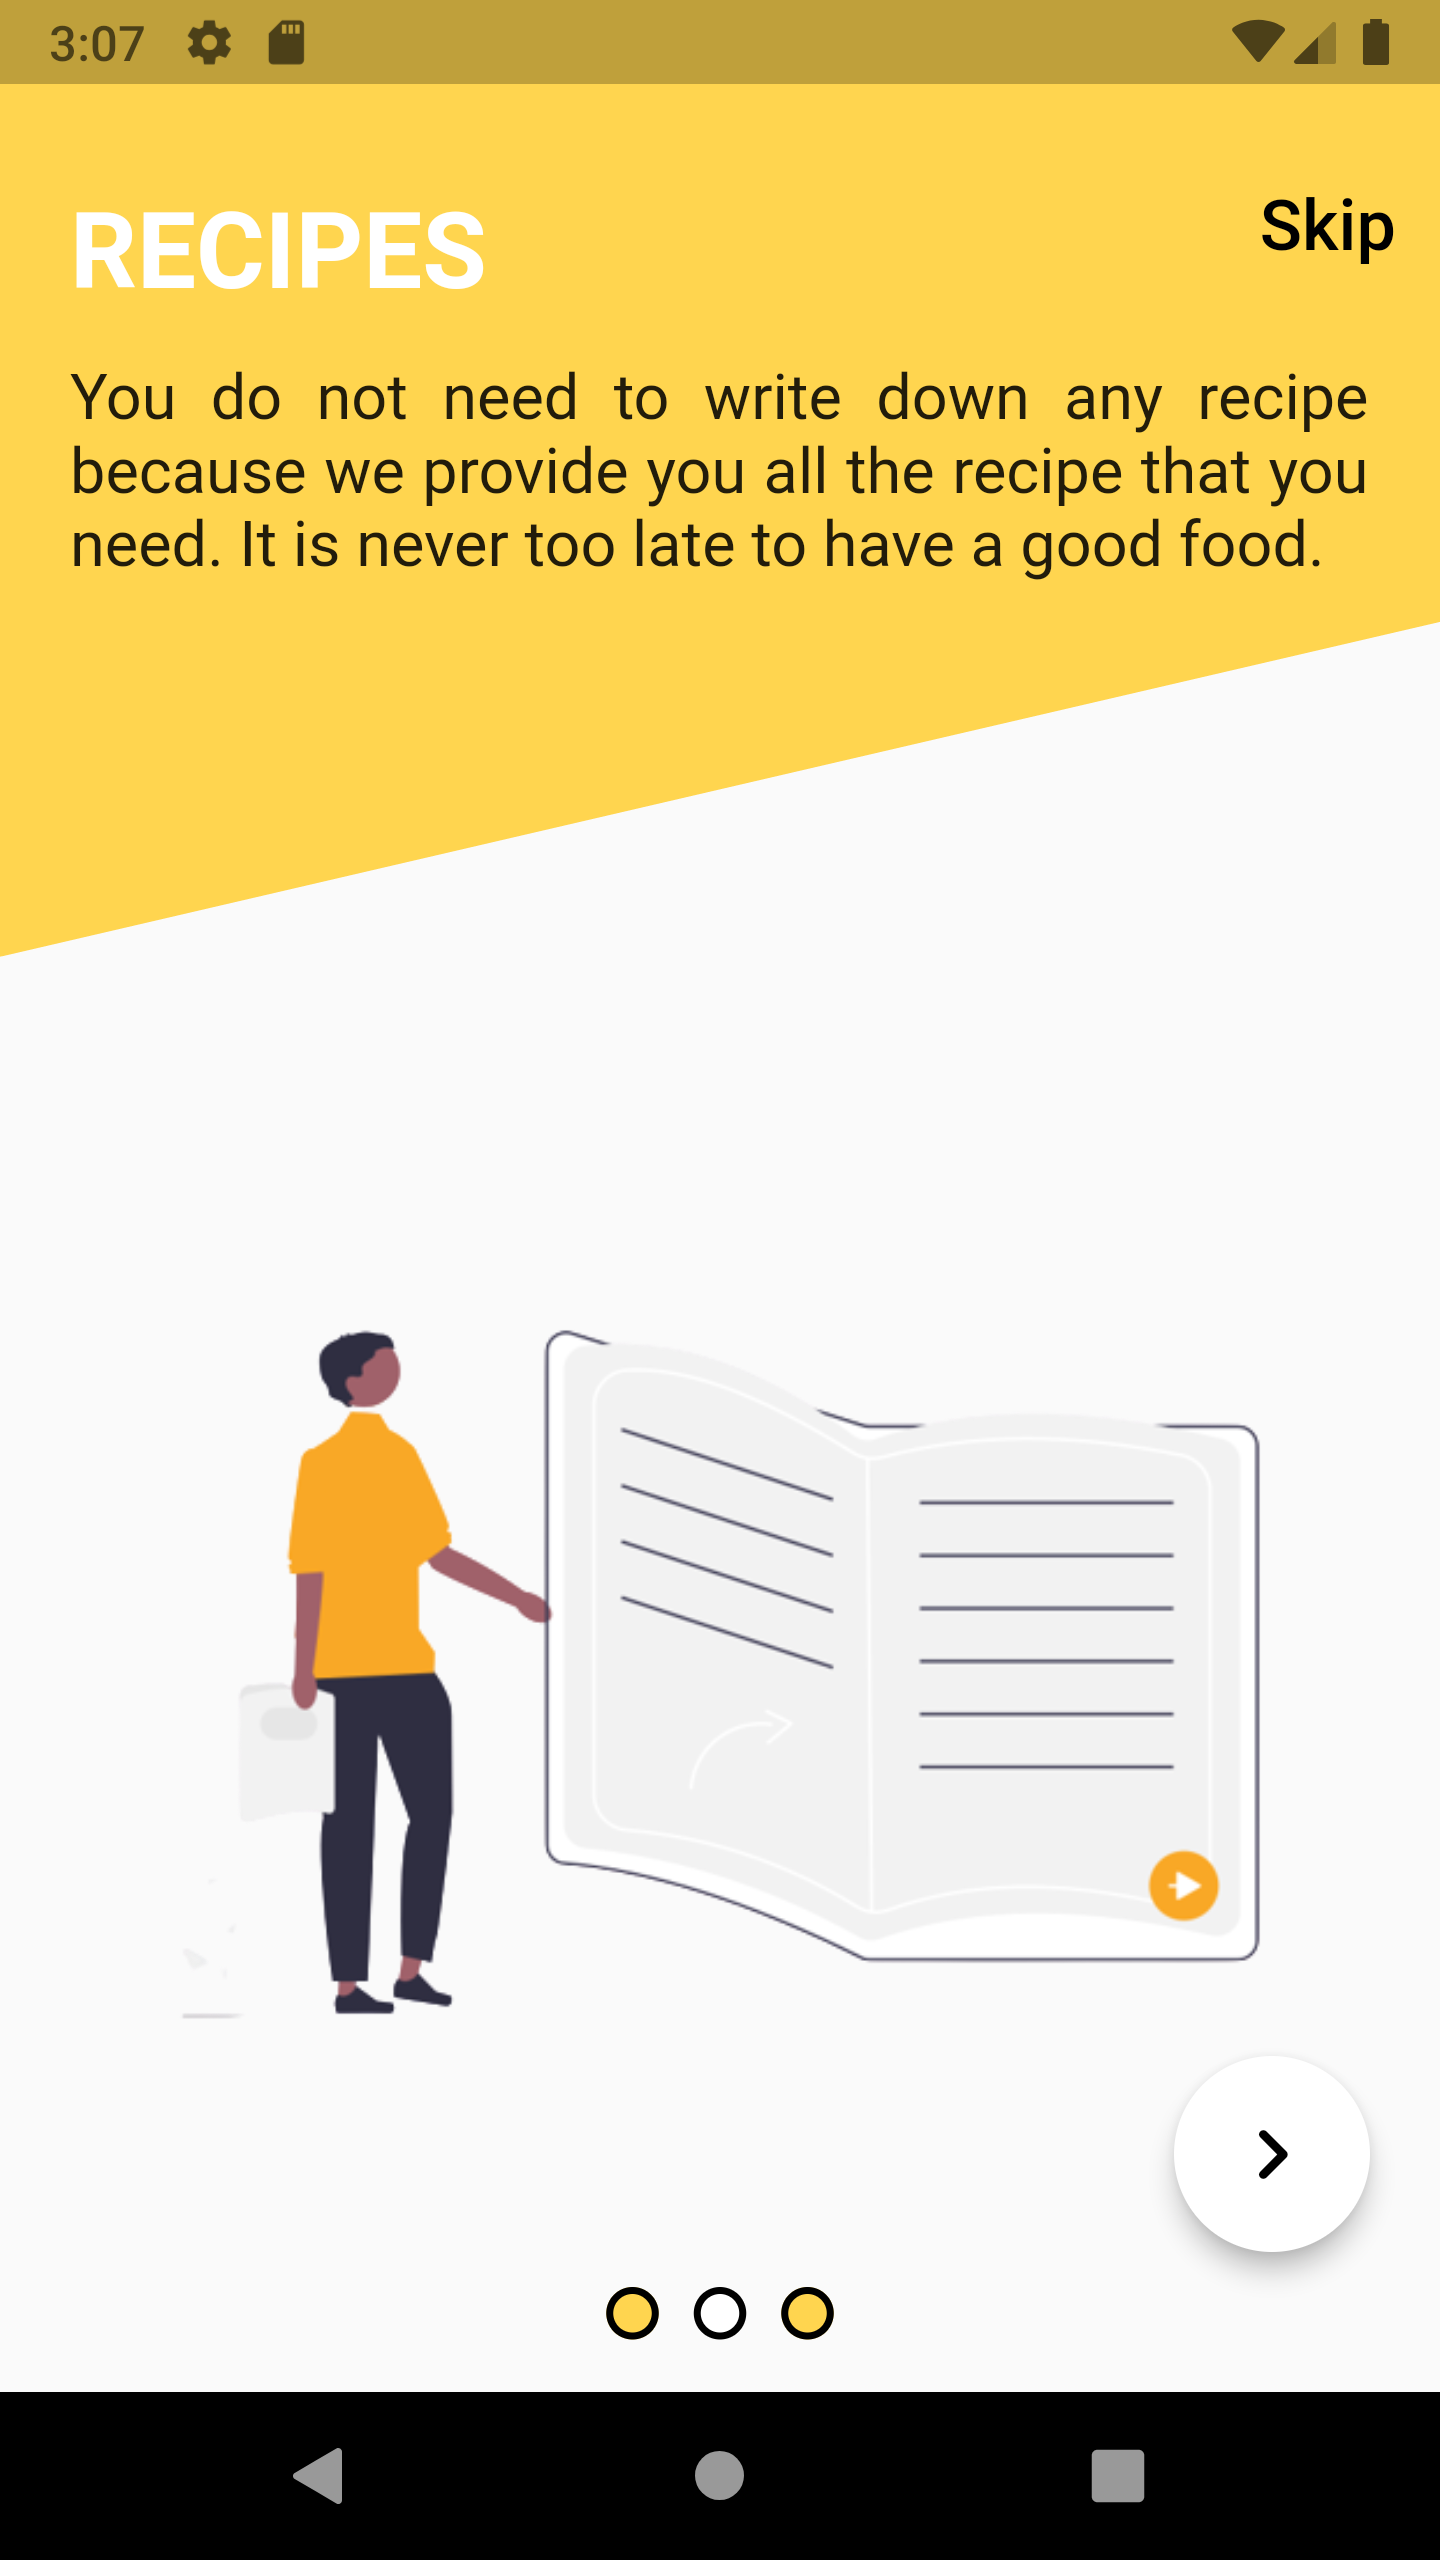 3:07
RECIPES
Skip
You do not need to write down any recipe
because we provide you all the recipe that you
need. It is never too late to have a good food.